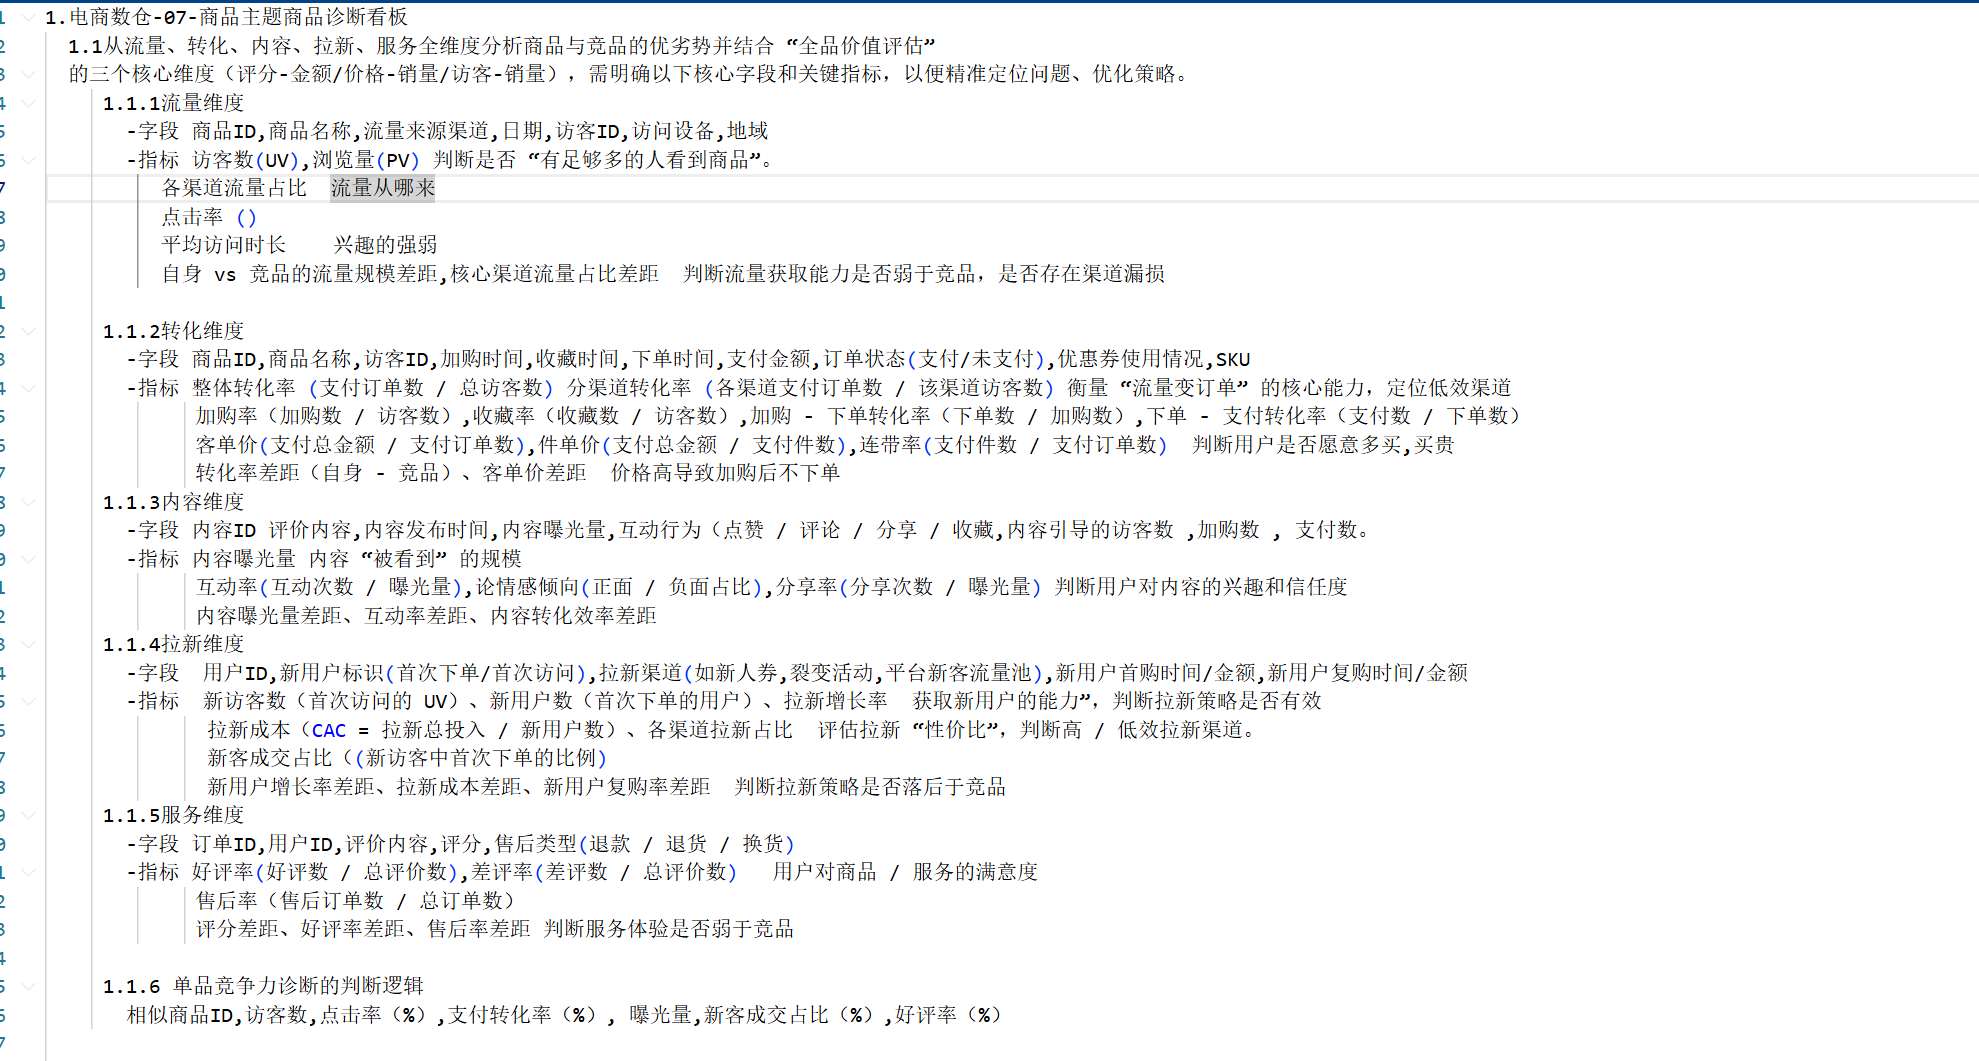 1.电商数仓-07-商品主题商品诊断看板
1.1从流量、转化、内容、拉新、服务全维度分析商品与竞品的优劣势并结合 “全品价值评估”
的三个核心维度（评分-金额/价格-销量/访客-销量），需明确以下核心字段和关键指标，以便精准定位问题、优化策略。
1.1.1流量维度
-字段 商品ID,商品名称,流量来源渠道,日期,访客ID,访问设备,地域
-指标 访客数(UV),浏览量(PV) 判断是否 “有足够多的人看到商品”。
各渠道流量占比  流量从哪来
点击率 ()
平均访问时长    兴趣的强弱
自身 vs 竞品的流量规模差距,核心渠道流量占比差距  判断流量获取能力是否弱于竞品，是否存在渠道漏损
1.1.2转化维度
-字段 商品ID,商品名称,访客ID,加购时间,收藏时间,下单时间,支付金额,订单状态(支付/未支付),优惠券使用情况,SKU
-指标 整体转化率 (支付订单数 / 总访客数) 分渠道转化率 (各渠道支付订单数 / 该渠道访客数) 衡量 “流量变订单” 的核心能力，定位低效渠道
加购率（加购数 / 访客数）,收藏率（收藏数 / 访客数）,加购 - 下单转化率（下单数 / 加购数）,下单 - 支付转化率（支付数 / 下单数）
客单价(支付总金额 / 支付订单数),件单价(支付总金额 / 支付件数),连带率(支付件数 / 支付订单数)  判断用户是否愿意多买,买贵
转化率差距（自身 - 竞品）、客单价差距  价格高导致加购后不下单
1.1.3内容维度
-字段 内容ID 评价内容,内容发布时间,内容曝光量,互动行为（点赞 / 评论 / 分享 / 收藏,内容引导的访客数 ,加购数 , 支付数。
-指标 内容曝光量 内容 “被看到” 的规模
互动率(互动次数 / 曝光量),论情感倾向(正面 / 负面占比),分享率(分享次数 / 曝光量) 判断用户对内容的兴趣和信任度
内容曝光量差距、互动率差距、内容转化效率差距
1.1.4拉新维度
-字段  用户ID,新用户标识(首次下单/首次访问),拉新渠道(如新人券,裂变活动,平台新客流量池),新用户首购时间/金额,新用户复购时间/金额
-指标  新访客数（首次访问的 UV）、新用户数（首次下单的用户）、拉新增长率  获取新用户的能力”，判断拉新策略是否有效
拉新成本（CAC = 拉新总投入 / 新用户数）、各渠道拉新占比  评估拉新 “性价比”，判断高 / 低效拉新渠道。
新客成交占比（(新访客中首次下单的比例)
新用户增长率差距、拉新成本差距、新用户复购率差距  判断拉新策略是否落后于竞品
1.1.5服务维度
-字段 订单ID,用户ID,评价内容,评分,售后类型(退款 / 退货 / 换货)
-指标 好评率(好评数 / 总评价数),差评率(差评数 / 总评价数)   用户对商品 / 服务的满意度
售后率（售后订单数 / 总订单数）
评分差距、好评率差距、售后率差距 判断服务体验是否弱于竞品
1.1.6 单品竞争力诊断的判断逻辑
相似商品ID,访客数,点击率（%）,支付转化率（%）, 曝光量,新客成交占比（%）,好评率（%）